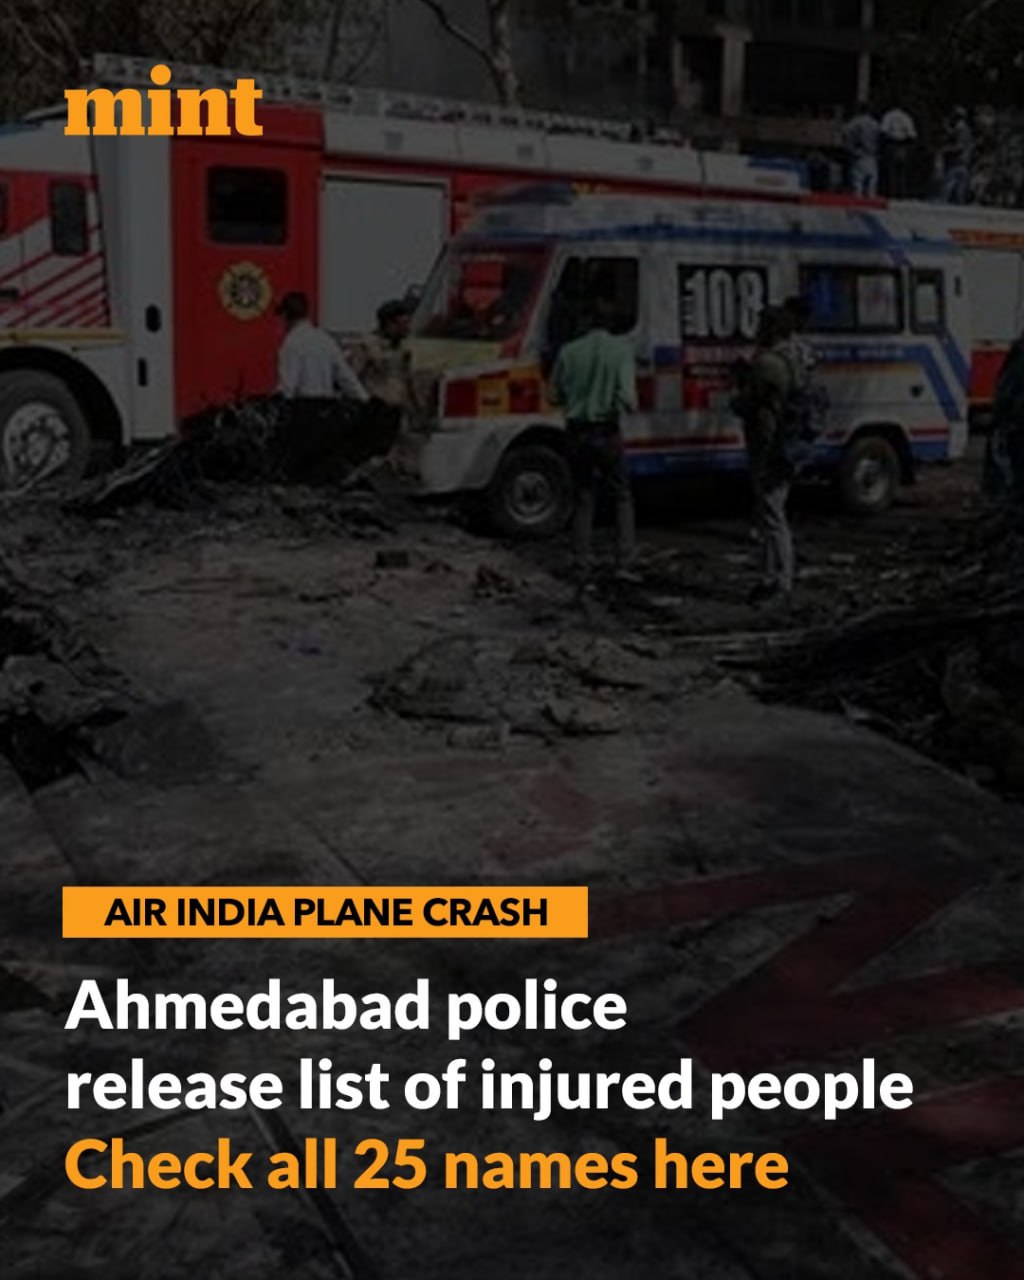 mint
108
AIR INDIA PLANE CRASH
Ahmedabad police
release list of injured people
Check all 25 names here